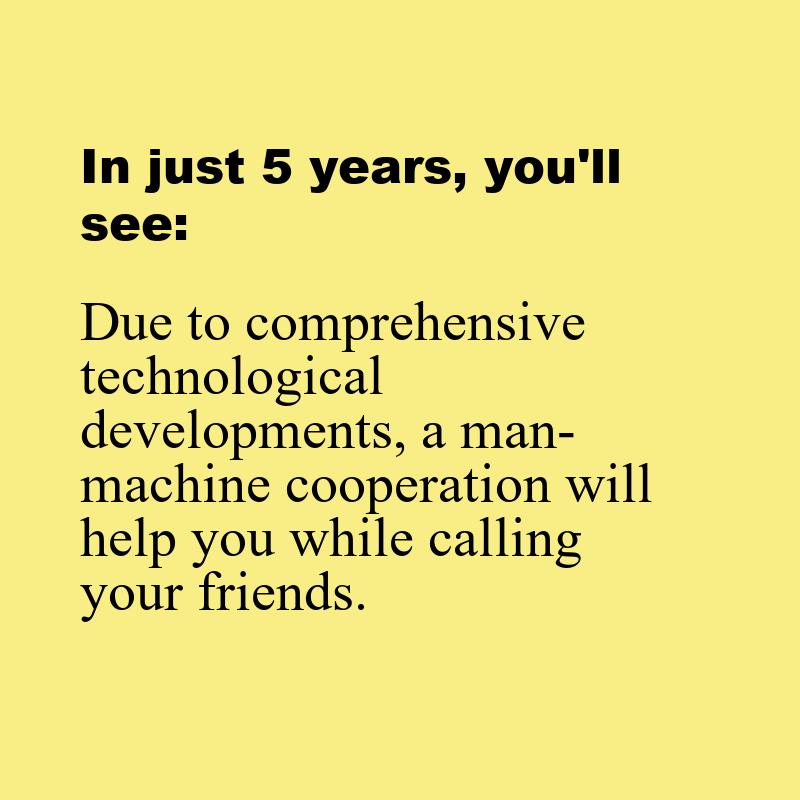 In just 5 years, you'll
see:
Due to comprehensive
technological
developments, a man-
machine cooperation will
help you while calling
your friends.